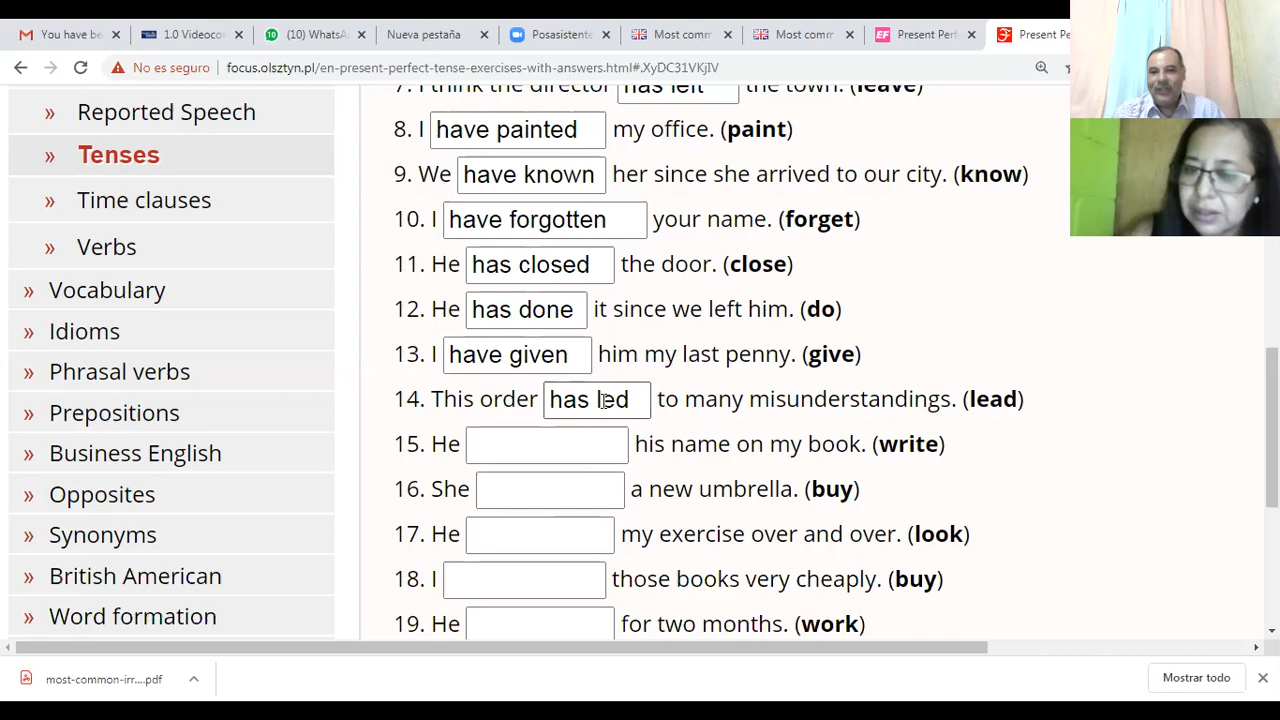 You have be
1.0 Videoco
(10) WhatsA
Nueva pestaña
Posasistente
Most comm
Most comm
Present Per
Present Pe
No es seguro
focus.olsztyn.pl/en-present-perfect-tense-exercises-with-answers.html#.XyDC31VKjIV
» Reported Speech
» Tenses
» Time clauses
» Verbs
» Vocabulary
» Idioms
» Phrasal verbs
» Prepositions
» Business English
» Opposites
» Synonyms
» British American
» Word formation
7. I think the director has left the town. (leave)
8. I have painted my office. (paint)
9. We have known her since she arrived to our city. (know)
10. I have forgotten your name. (forget)
11. He has closed the door. (close)
12. He has done it since we left him. (do)
13. I have given him my last penny. (give)
14. This order has led to many misunderstandings. (lead)
15. He his name on my book. (write)
16. She a new umbrella. (buy)
17. He my exercise over and over. (look)
18. I those books very cheaply. (buy)
19. He for two months. (work)
most-common-irr....pdf
Mostrar todo